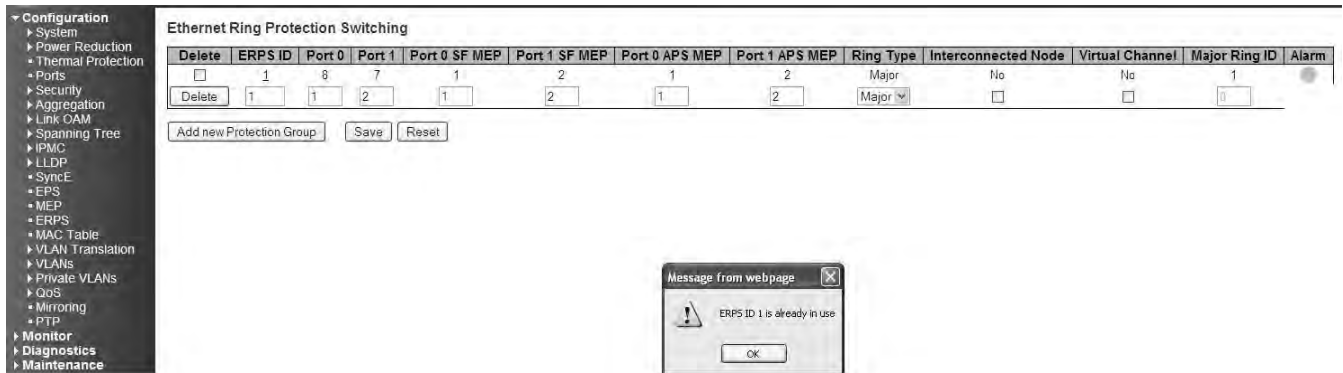 Configuration
System
Power Reduction
Thermal Protection
Ports
Security
Aggregation
Link OAM
Spanning Tree
IPMC
LLDP
SyncE
EPS
MEP
ERPS
MAC Table
VLAN Translation
VLANs
Private VLANs
QoS
Mirroring
PTP
Monitor
Diagnostics
Maintenance
Ethernet Ring Protection Switching
Delete ERPS ID Port 0 Port 1 Port 0 SF MEP Port 1 SF MEP Port 0 APS MEP Port 1 APS MEP Ring Type Interconnected Node Virtual Channel Major Ring ID Alarm
1 8 7 1 2 1 2 Major No No 1
Delete 1 1 2 1 2 1 2 Major 0
Add new Protection Group Save Reset
Message from webpage
ERPS ID 1 is already in use
OK